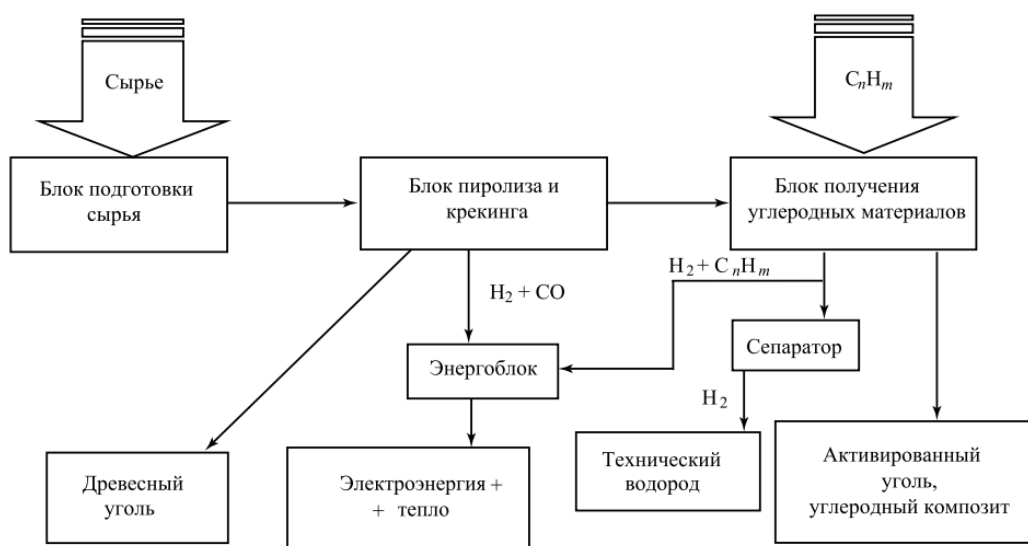 Сырье
CnHm
Блок подготовки
сырья
Блок пиролиза и
крекинга
Блок получения
углеродных материалов
H2 + CO
H2 + CnHm
Энергоблок
Сепаратор
H2
Древесный
уголь
Электроэнергия +
+ тепло
Технический
водород
Активированный
уголь,
углеродный композит